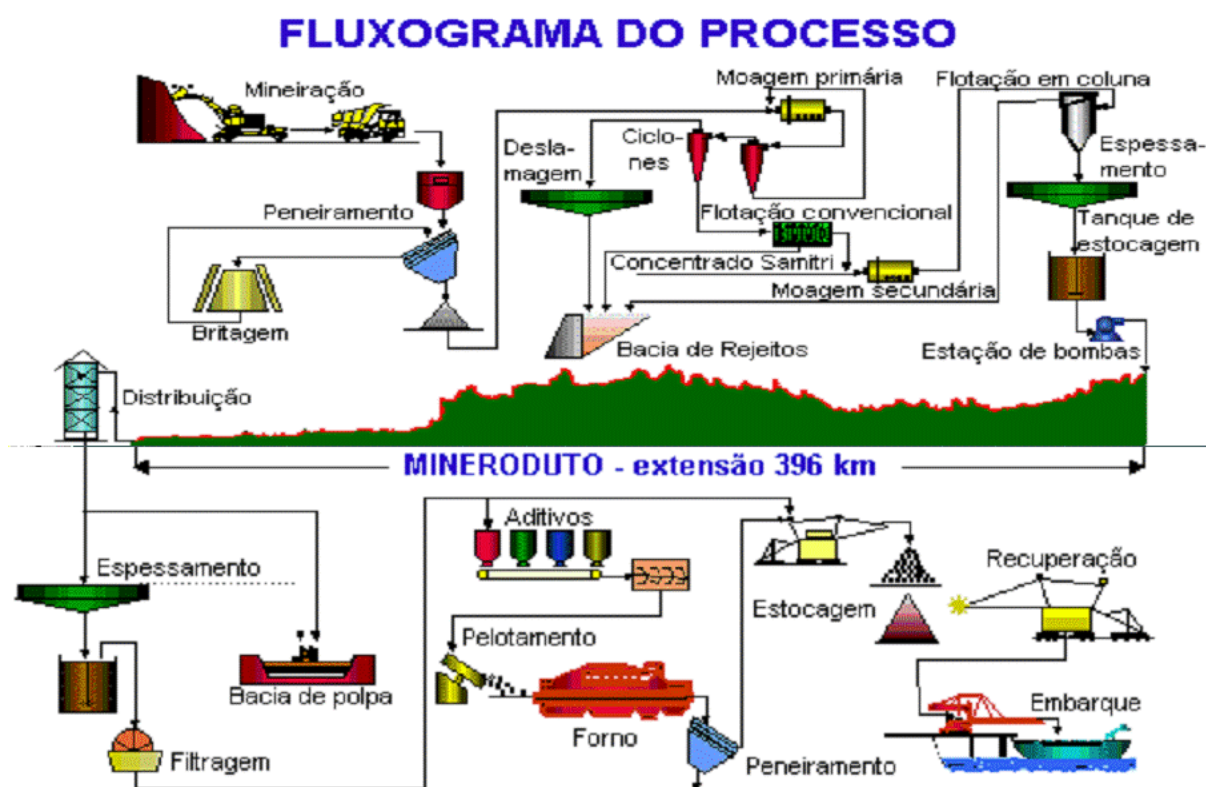 FLUXOGRAMA DO PROCESSO
Mineiração
Moagem primária
Flotação em coluna
Desla-
magem
Ciclo-
nes
Espessa-
mento
Peneiramento
Flotação convencional
Tanque de
estocagem
Concentrado Samitri
Moagem secundária
Britagem
Bacia de Rejeitos
Estação de bombas
Distribuição
MINERODUTO - extensão 396 km
Aditivos
Espessamento
Recuperação
Estocagem
Pelotamento
Bacia de polpa
Embarque
Forno
Filtragem
Peneiramento